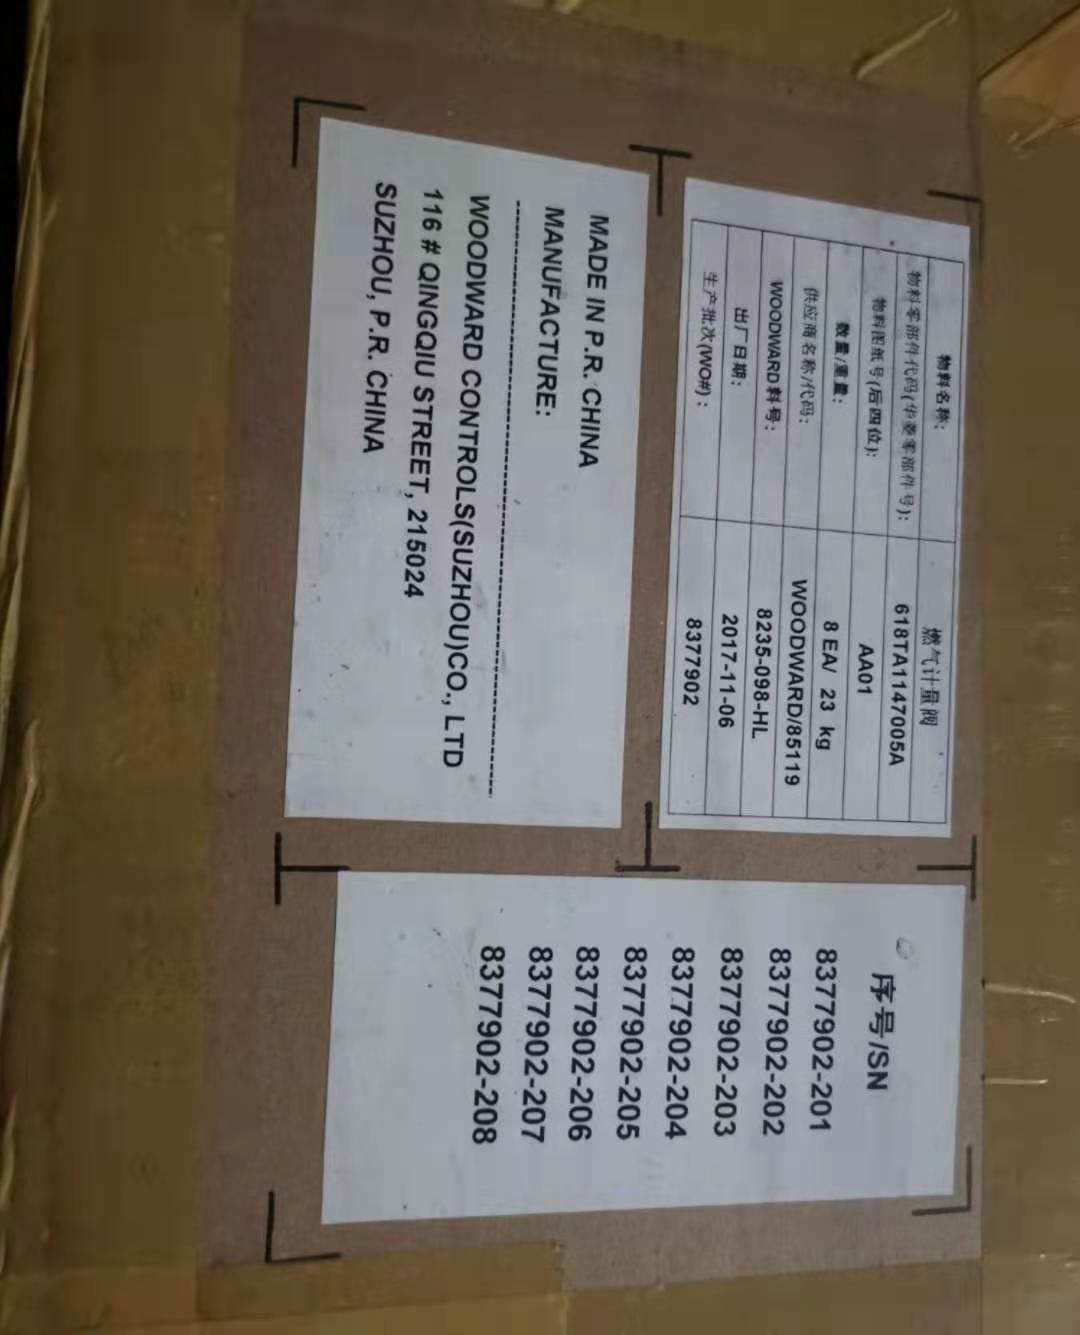 物料名称: 燃气计量阀
物料零部件代码(华菱零部件号): 618TA1147005A
物料图纸号(后四位): AA01
数量/重量: 8 EA/ 23 kg
供应商名称/代码: WOODWARD/85119
WOODWARD料号: 8235-098-HL
出厂日期: 2017-11-06
生产批次(WO#): 8377902
MADE IN P.R. CHINA
MANUFACTURE:
WOODWARD CONTROLS(SUZHOU)CO., LTD
116 # QINGQIU STREET, 215024
SUZHOU, P.R. CHINA
序号/SN
8377902-201
8377902-202
8377902-203
8377902-204
8377902-205
8377902-206
8377902-207
8377902-208